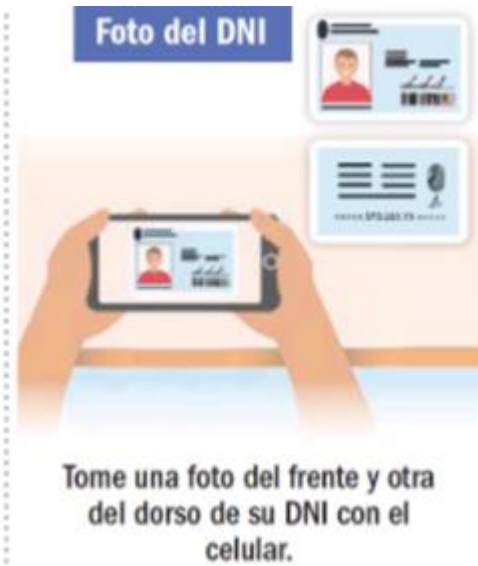 Foto del DNI
Tome una foto del frente y otra
del dorso de su DNI con el
celular.